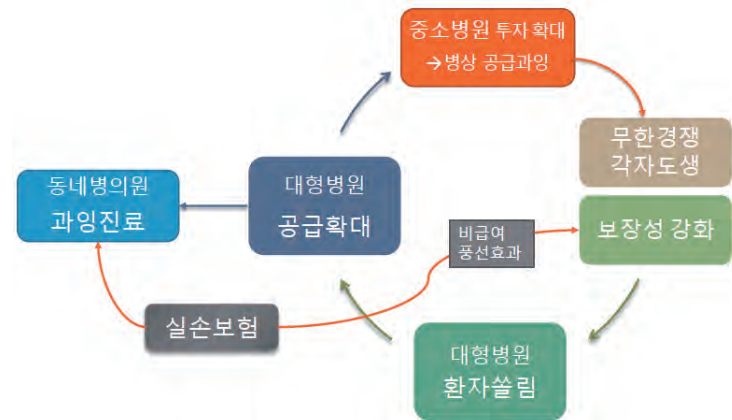 중소병원 투자 확대
→병상 공급과잉
무한경쟁
각자도생
동네병의원
과잉진료
대형병원
공급확대
비급여
풍선효과
보장성 강화
실손보험
대형병원
환자쏠림